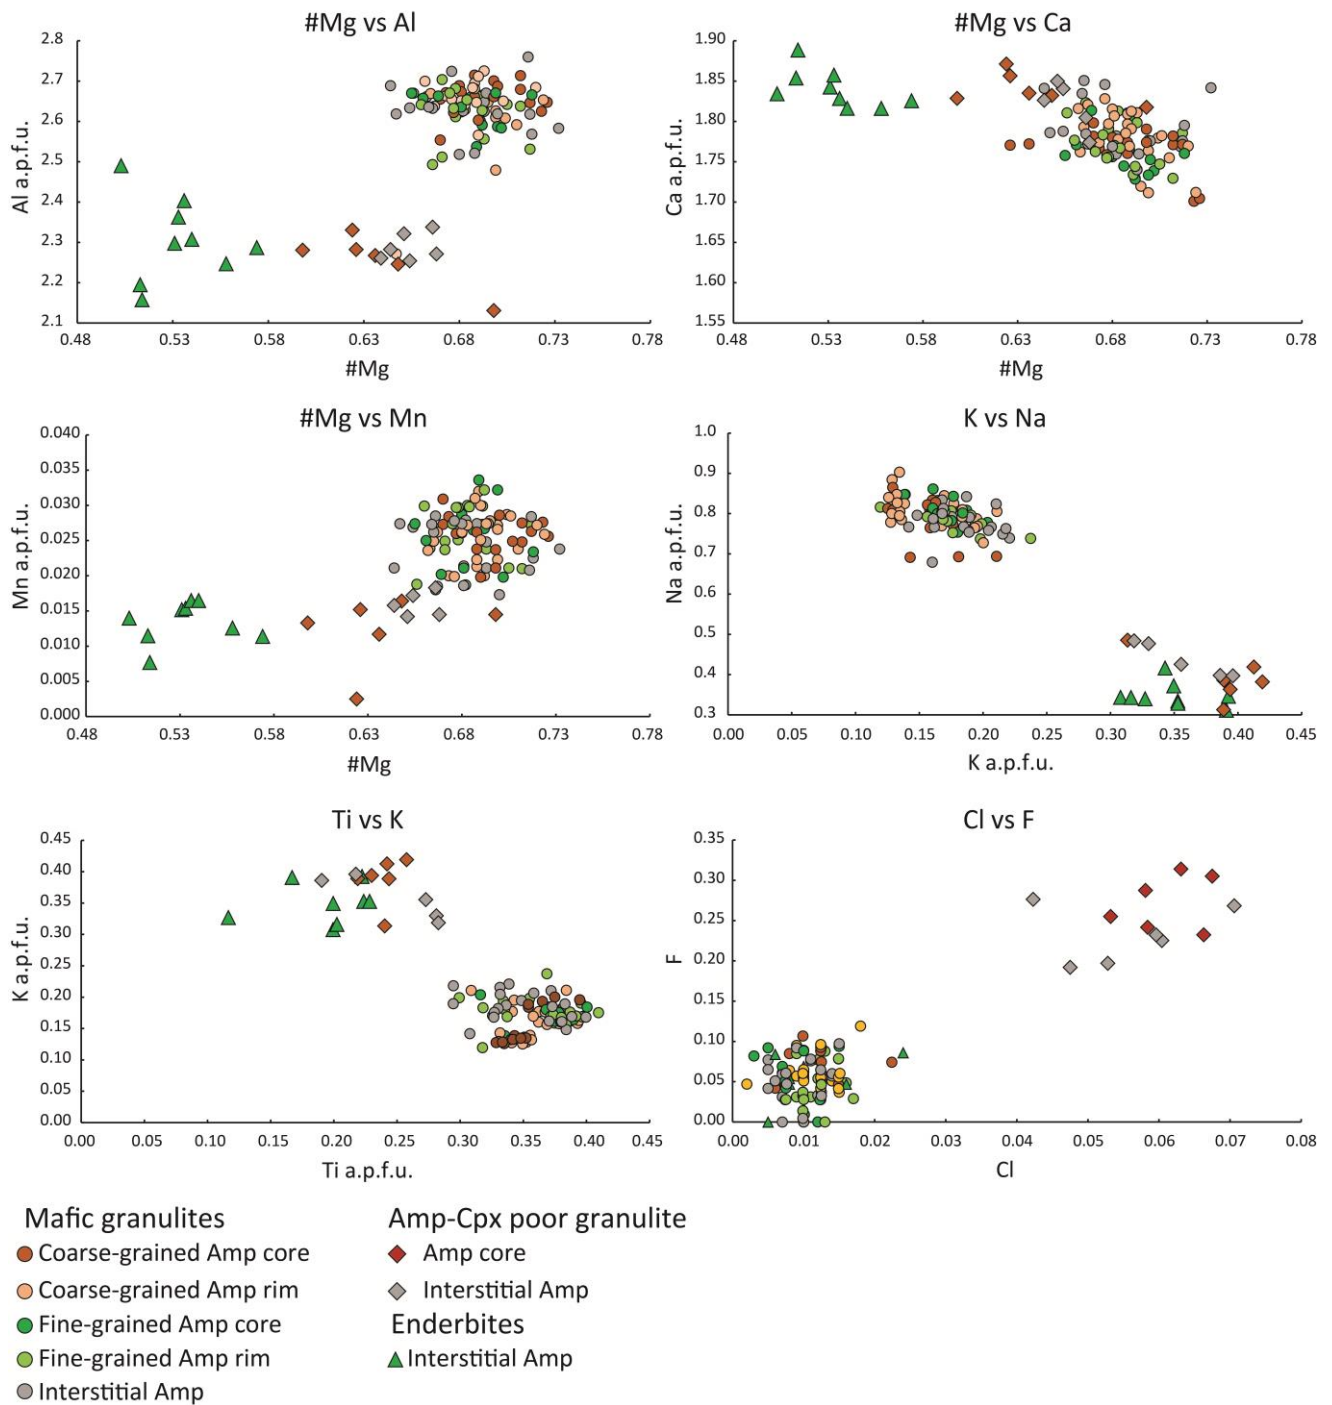 #Mg vs Al
Al a.p.f.u.
2.8
2.7
2.6
2.5
2.4
2.3
2.2
2.1
0.48 0.53 0.58 0.63 0.68 0.73 0.78
#Mg
#Mg vs Ca
Ca a.p.f.u.
1.90
1.85
1.80
1.75
1.70
1.65
1.60
1.55
0.48 0.53 0.58 0.63 0.68 0.73 0.78
#Mg
#Mg vs Mn
Mn a.p.f.u.
0.040
0.035
0.030
0.025
0.020
0.015
0.010
0.005
0.000
0.48 0.53 0.58 0.63 0.68 0.73 0.78
#Mg
K vs Na
Na a.p.f.u.
1.0
0.9
0.8
0.7
0.5
0.4
0.3
0.00 0.05 0.10 0.15 0.20 0.25 0.30 0.35 0.40 0.45
K a.p.f.u.
Ti vs K
K a.p.f.u.
0.45
0.40
0.35
0.30
0.25
0.20
0.15
0.10
0.05
0.00
0.00 0.05 0.10 0.15 0.20 0.25 0.30 0.35 0.40 0.45
Ti a.p.f.u.
Cl vs F
F
0.35
0.30
0.25
0.20
0.15
0.10
0.05
0.00
0.00 0.01 0.02 0.03 0.04 0.05 0.06 0.07 0.08
Cl
Mafic granulites
Coarse-grained Amp core
Coarse-grained Amp rim
Fine-grained Amp core
Fine-grained Amp rim
Interstitial Amp
Amp-Cpx poor granulite
Amp core
Interstitial Amp
Enderbites
Interstitial Amp